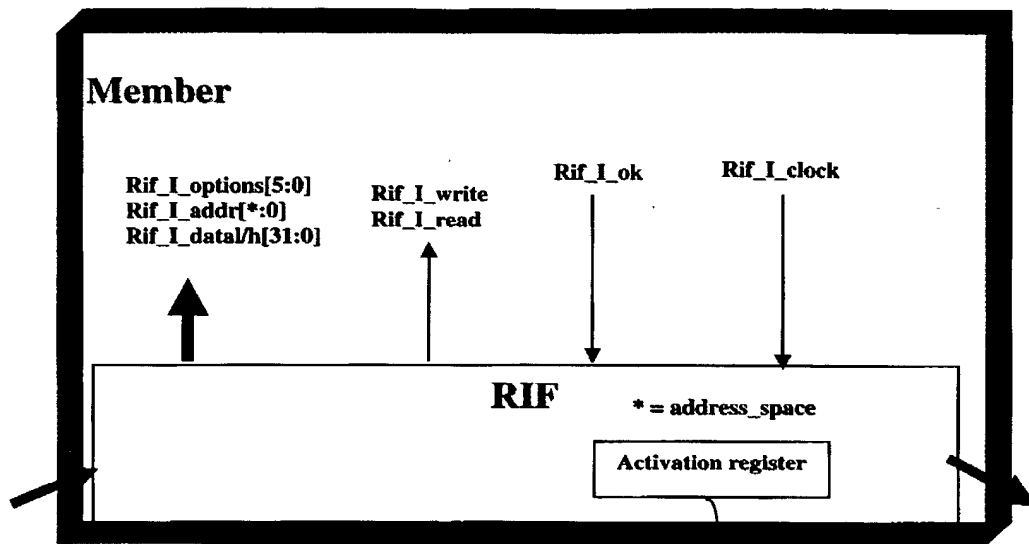 Member
Rif_I_options[5:0]
Rif_I_addr[*:0]
Rif_I_datal/h[31:0]
Rif_I_write
Rif_I_read
Rif_I_ok
Rif_I_clock
RIF
* = address_space
Activation register